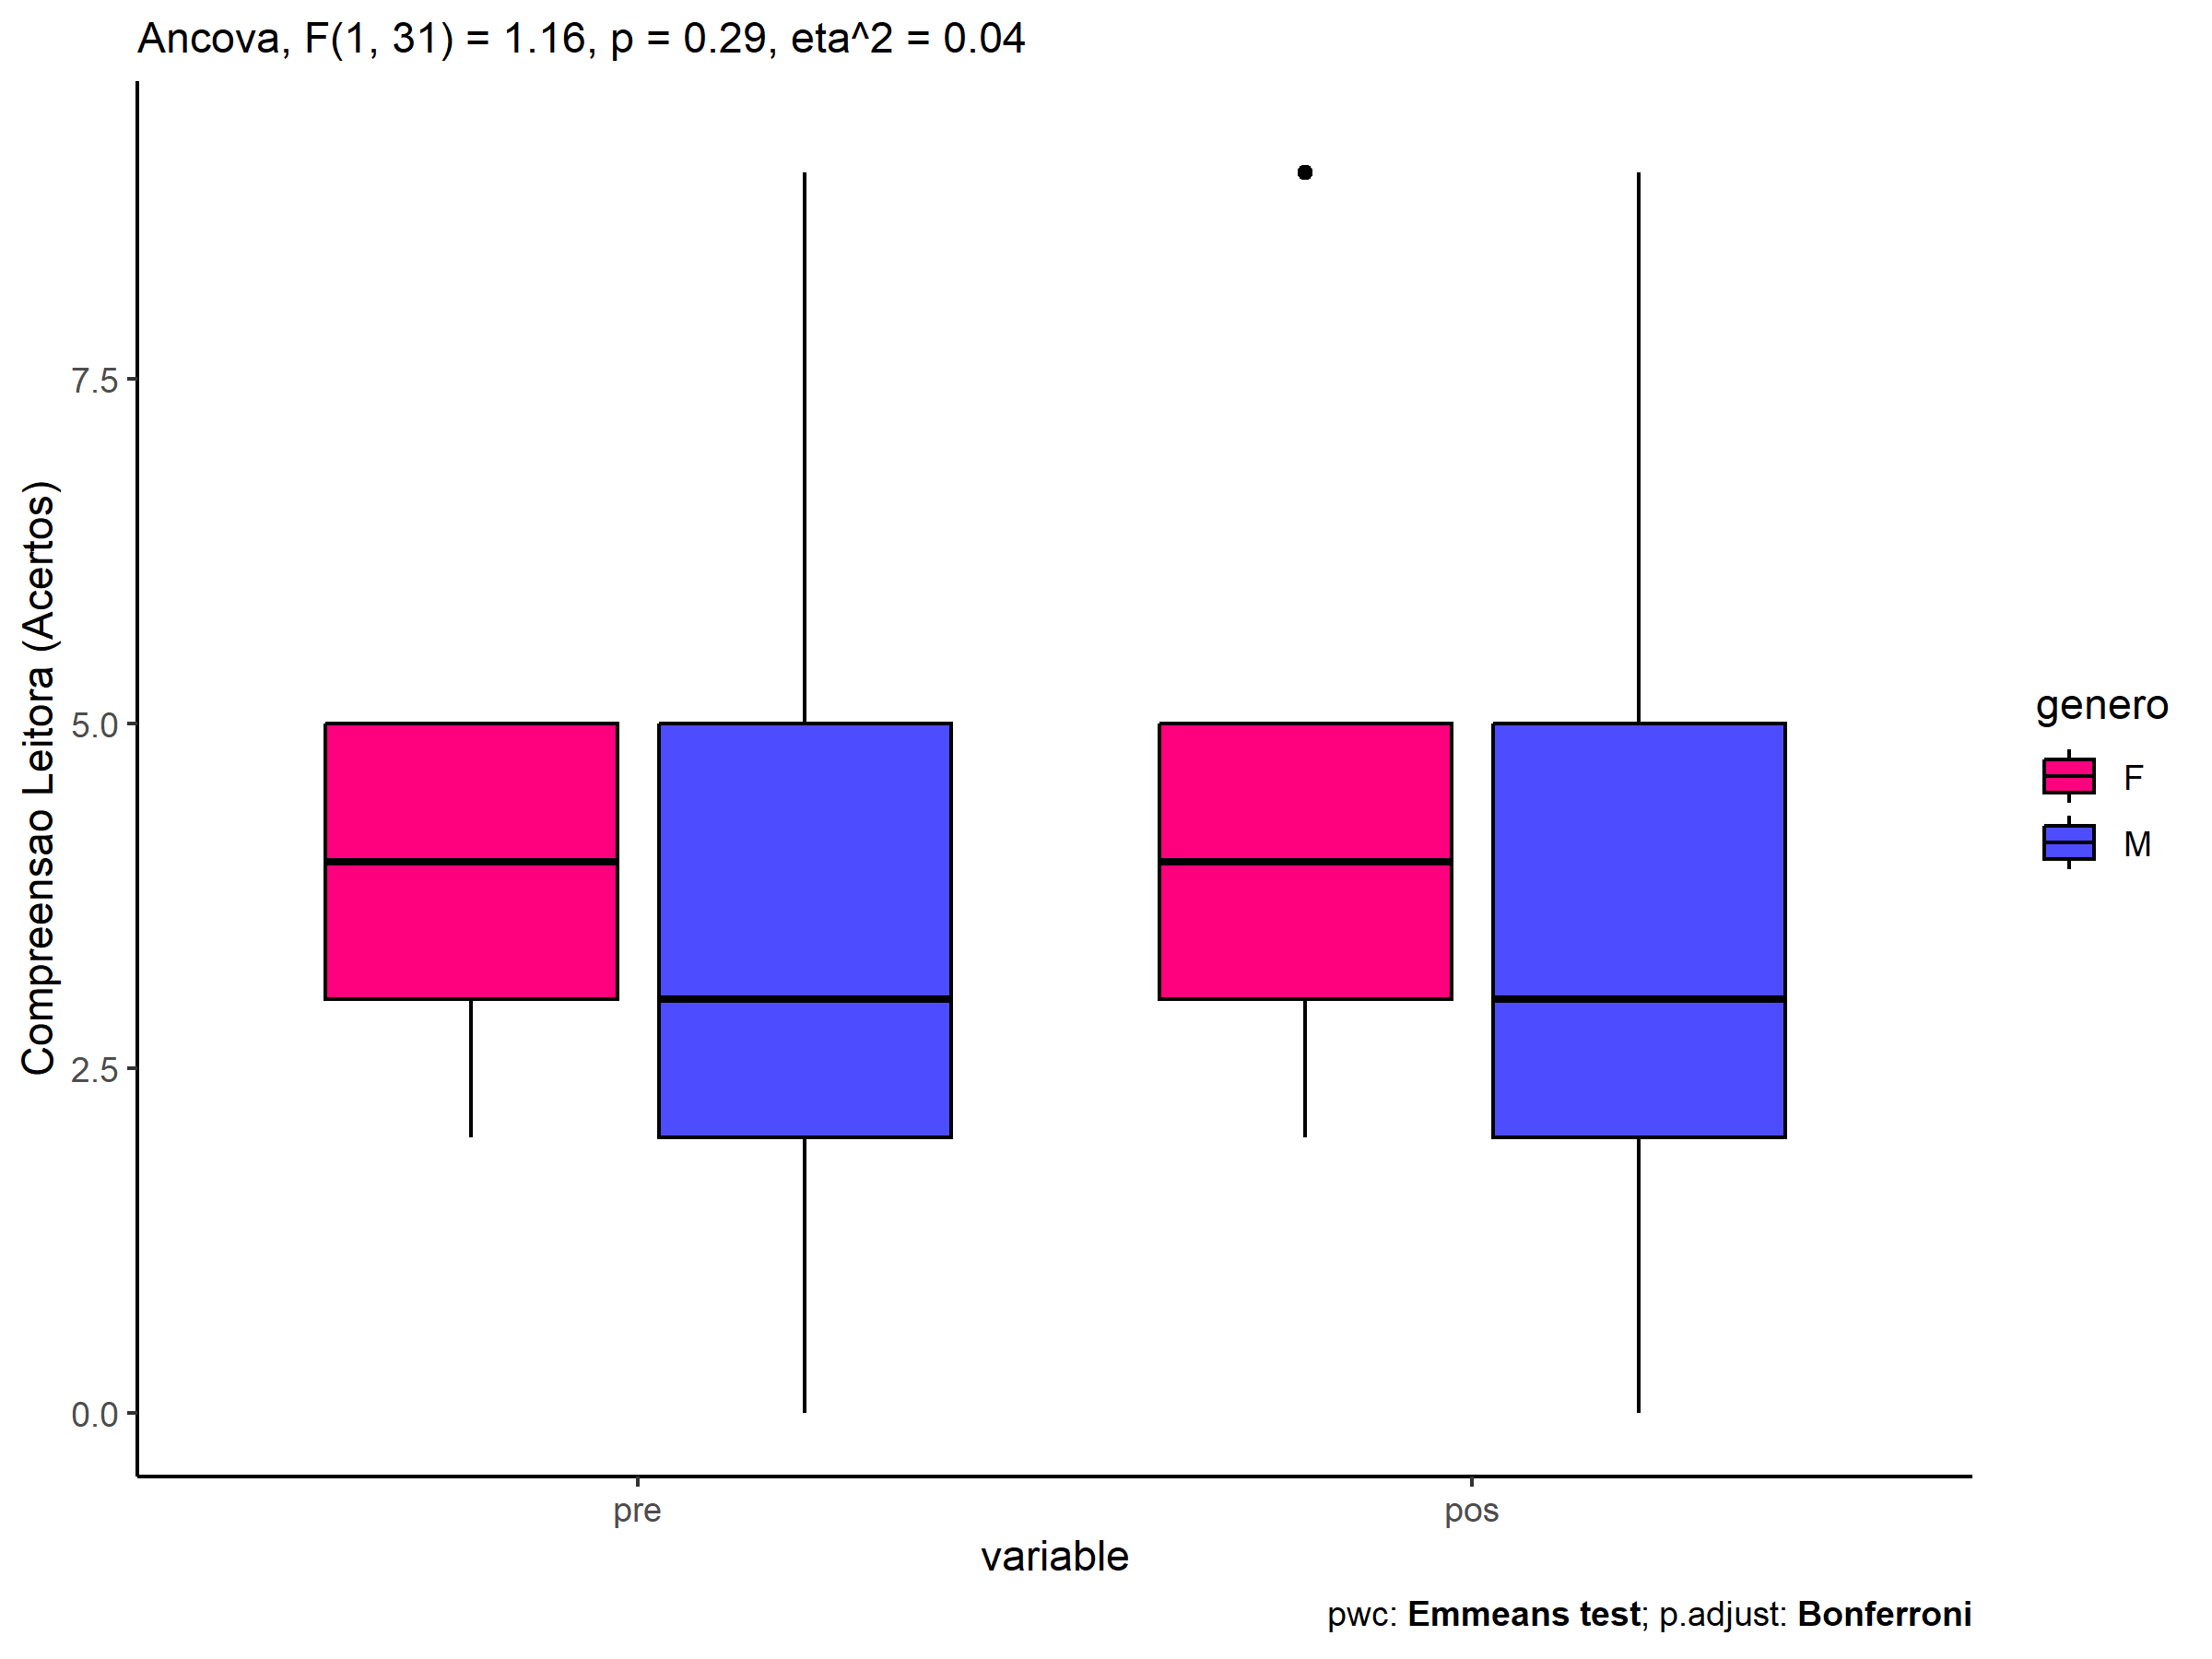 Ancova, F(1, 31) = 1.16, p = 0.29, eta^2 = 0.04
Compreensao Leitora (Acertos)
7.5
5.0
2.5
0.0
pre
pos
variable
genero
F
M
pwc: Emmeans test; p.adjust: Bonferroni